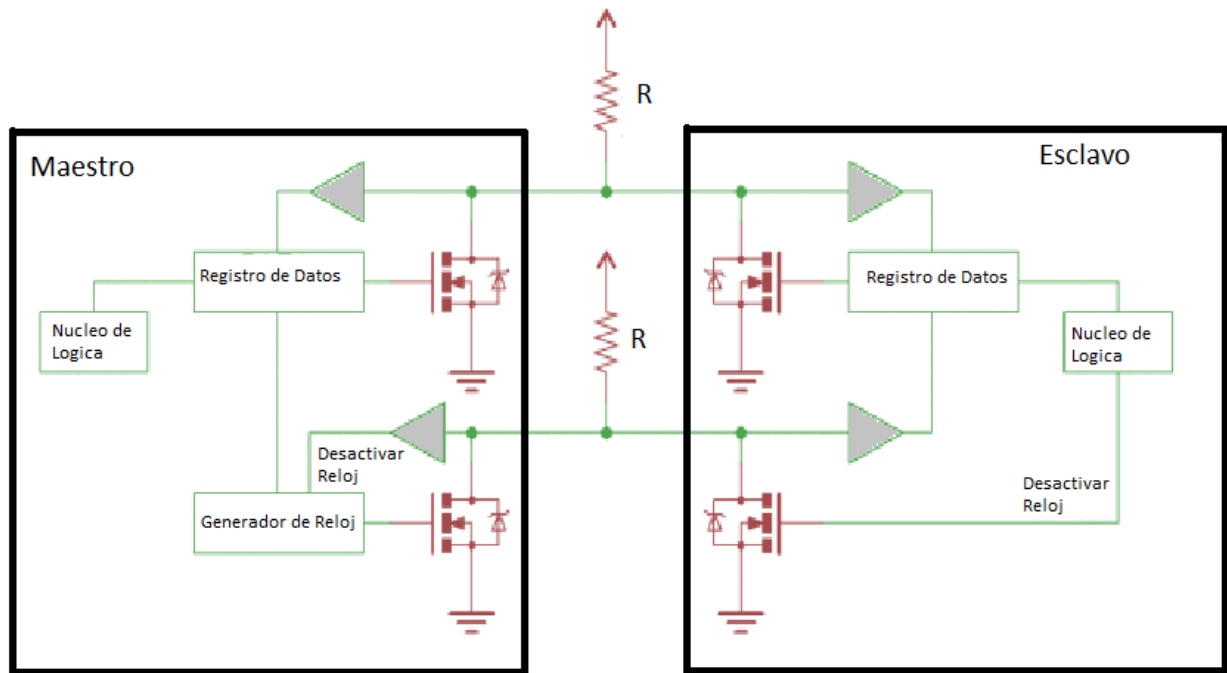 R
Maestro
Esclavo
Registro de Datos
Registro de Datos
R
Nucleo de
Logica
Nucleo de
Logica
Desactivar
Reloj
Desactivar
Reloj
Generador de Reloj